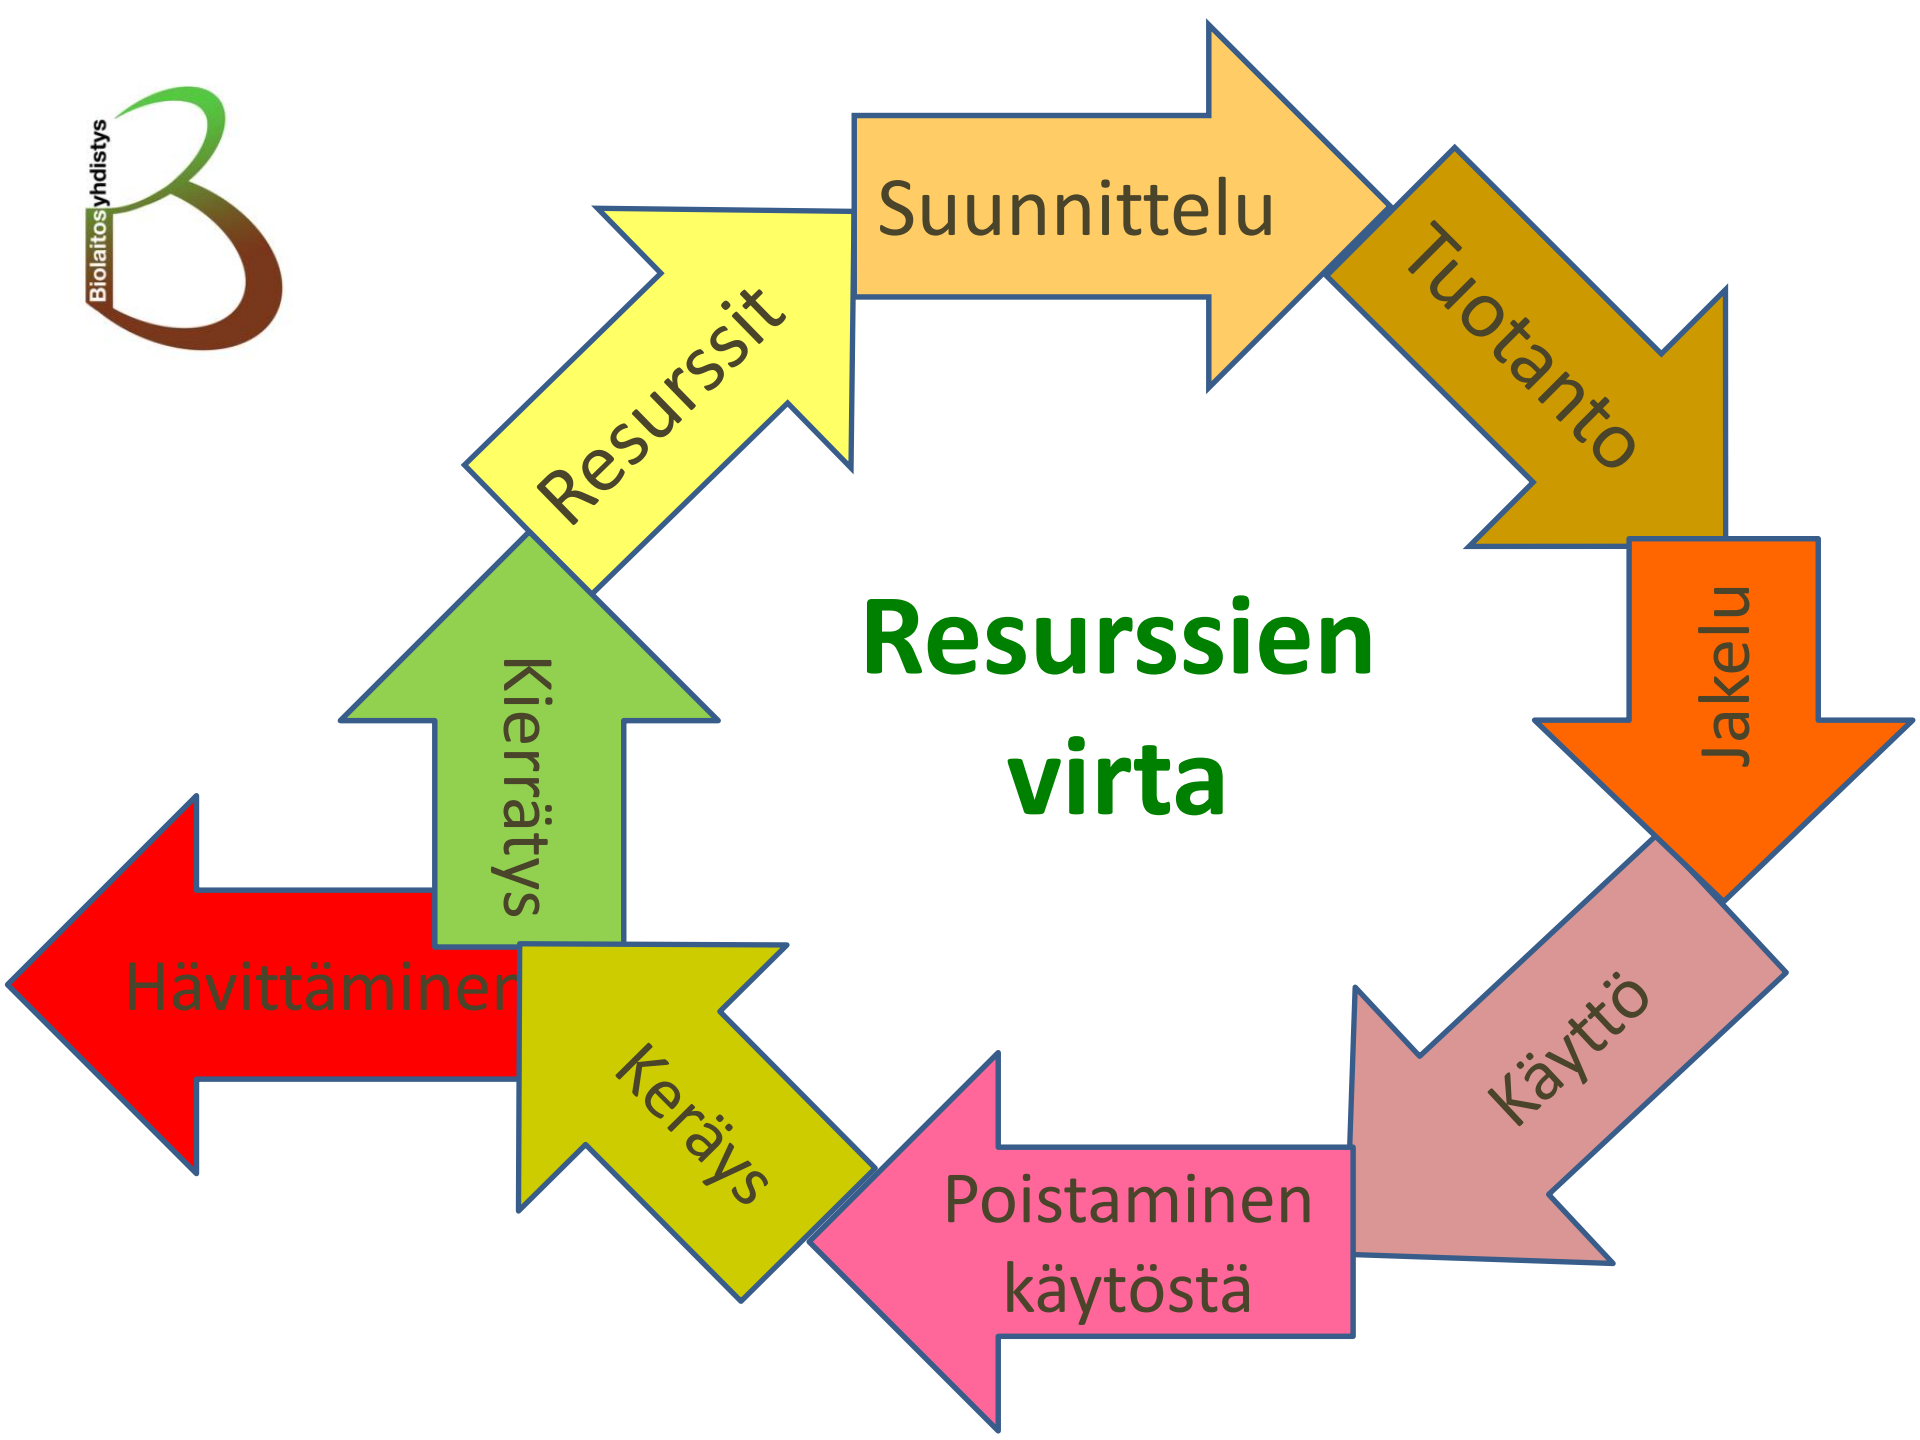 Biolaitosyhdistys
Suunnittelu
Tuotanto
Resurssit
Jakelu
Resurssien
virta
Kierrätys
Hävittäminen
Käyttö
Keräys
Poistaminen
käytöstä